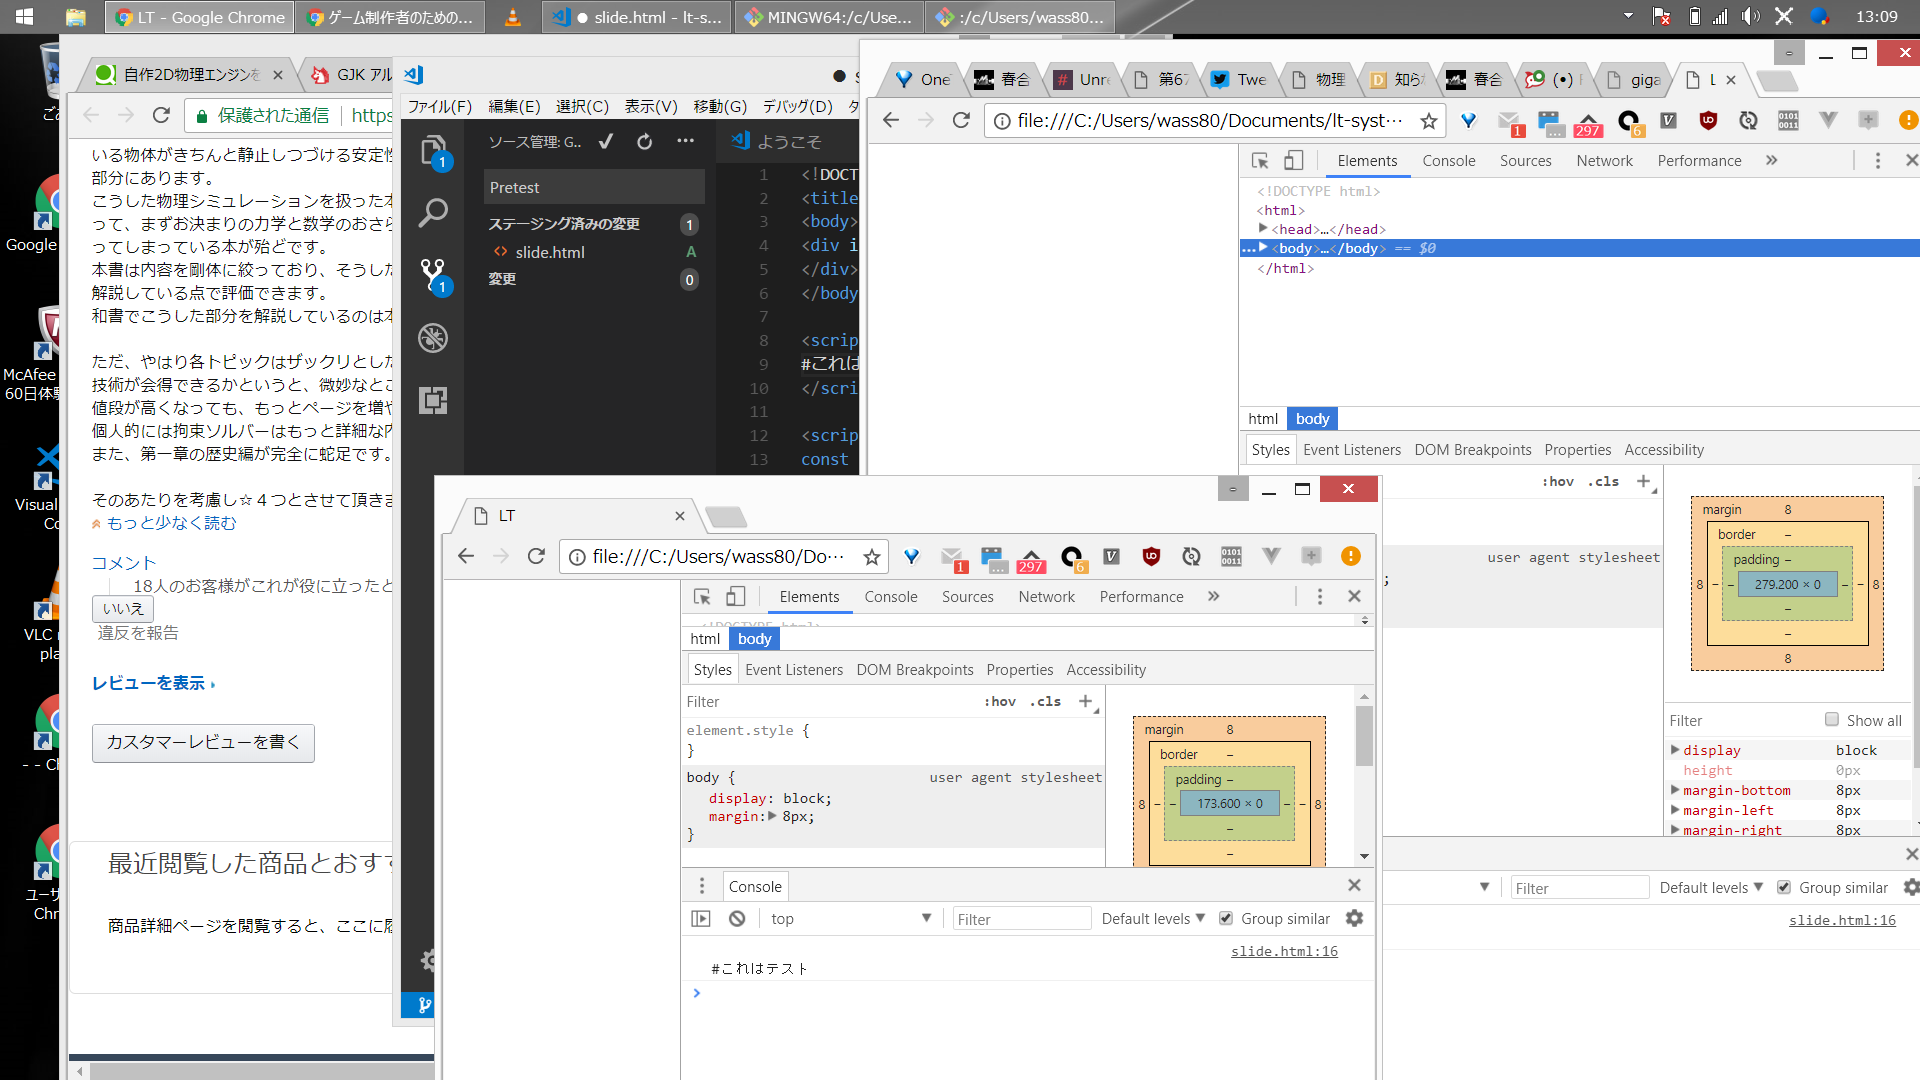 LT - Google Chrome
ゲーム制作者のための...
● slide.html - lt-s...
MINGW64:/c/Use...
:/c/Users/wass80...
13:09
Google
McAfee
60日体験
Visual
Co
VLC
pla
Chr
自作2D物理エンジンを
GJK アル
保護された通信
https
いる物体がきちんと静止しつづける安定性
部分にあります。
こうした物理シミュレーションを扱った本
って、まずお決まりの力学と数学のおさら
ってしまっている本が殆どです。
本書は内容を剛体に絞っており、そうした
解説している点で評価できます。
和書でこうした部分を解説しているのは本
ただ、やはり各トピックはザックリとした
技術が会得できるかというと、微妙なとこ
値段が高くなっても、もっとページを増や
個人的には拘束ソルバーはもっと詳細な内
また、第一章の歴史編が完全に蛇足です。
そのあたりを考慮し☆４つとさせて頂きま
もっと少なく読む
コメント
18人のお客様がこれが役に立ったと
いいえ
違反を報告
レビューを表示
カスタマーレビューを書く
最近閲覧した商品とおすす
商品詳細ページを閲覧すると、ここに履
ファイル(F) 編集(E) 選択(C) 表示(V) 移動(G) デバッグ(D) タ
1
1
ソース管理: G..
Pretest
ステージング済みの変更 1
slide.html A
変更 0
ようこそ
1 <!DOCT
2 <title
3 <body>
4 <div i
5 </div>
6 </body
7
8 <scrip
9 #これは
10 </scri
11
12 <scrip
13 const
One
春合
Unre
第67
Twe
物理
知らな
春合
(•)
giga
L
file:///C:/Users/wass80/Documents/lt-syst…
1
297
6
Elements Console Sources Network Performance »
<!DOCTYPE html>
<html>
<head>…</head>
…<body>…</body> == $0
</html>
html body
Styles Event Listeners DOM Breakpoints Properties Accessibility
:hov .cls +
user agent stylesheet
;
margin 8
border –
padding –
8 – – 279.200 × 0 – – 8
–
–
8
Filter Show all
display block
height 0px
margin-bottom 8px
margin-left 8px
margin-right 8px
Filter Default levels Group similar
slide.html:16
LT
file:///C:/Users/wass80/Do…
1
297
6
Elements Console Sources Network Performance »
<!DOCTYPE html>
html body
Styles Event Listeners DOM Breakpoints Properties Accessibility
Filter :hov .cls +
element.style {
}
body { user agent stylesheet
display: block;
margin: 8px;
}
margin 8
border –
padding –
8 – – 173.600 × 0 – – 8
–
–
Console
top Filter Default levels Group similar
slide.html:16
#これはテスト